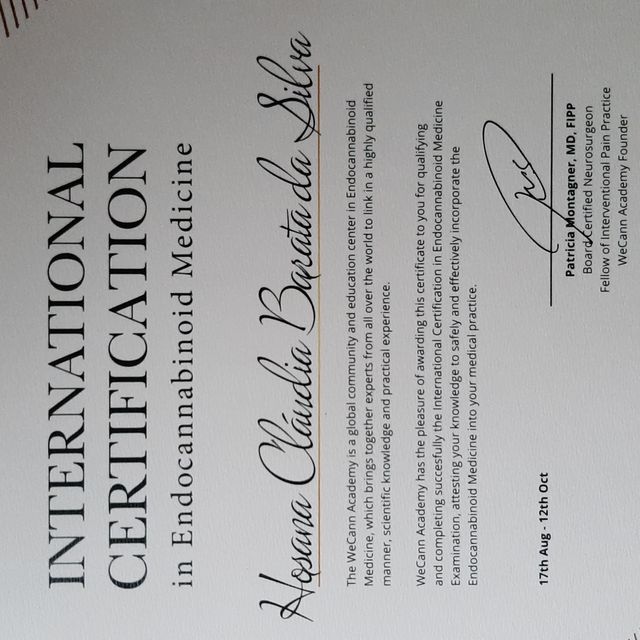 INTERNATIONAL
CERTIFICATION
in Endocannabinoid Medicine
Hosana Cláudia Barata da Silva
The WeCann Academy is a global community and education center in Endocannabinoid
Medicine, which brings together experts from all over the world to link in a highly qualified
manner, scientific knowledge and practical experience.
WeCann Academy has the pleasure of awarding this certificate to you for qualifying
and completing succesfully the International Certification in Endocannabinoid Medicine
Examination, attesting your knowledge to safely and effectively incorporate the
Endocannabinoid Medicine into your medical practice.
17th Aug - 12th Oct
Patricia Montagner, MD, FIPP
Board Certified Neurosurgeon
Fellow of Interventional Pain Practice
WeCann Academy Founder